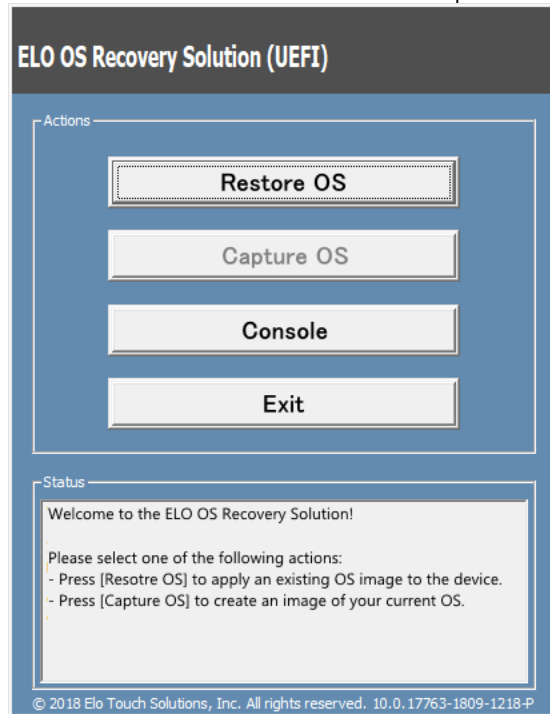 ELO OS Recovery Solution (UEFI)
Actions
Restore OS
Capture OS
Console
Exit
Status
Welcome to the ELO OS Recovery Solution!
Please select one of the following actions:
- Press [Resotre OS] to apply an existing OS image to the device.
- Press [Capture OS] to create an image of your current OS.
© 2018 Elo Touch Solutions, Inc. All rights reserved. 10.0.17763-1809-1218-P